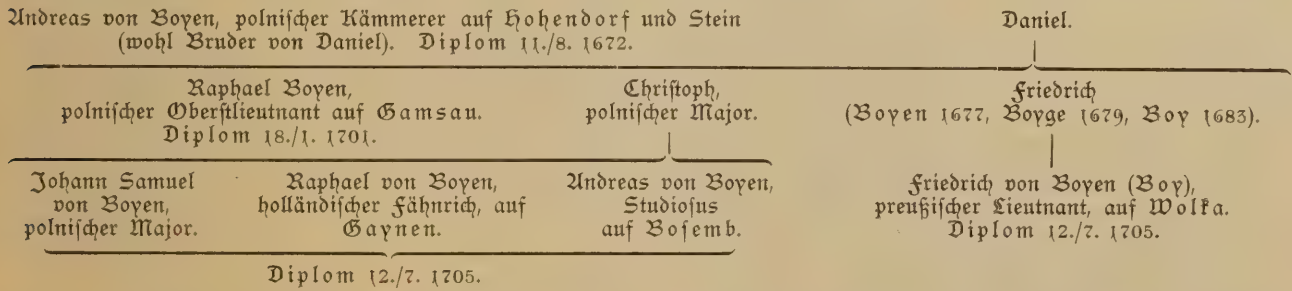 Andreas von Boyen, polnischer Kämmerer auf Hohendorf und Stein
(wohl Bruder von Daniel). Diplom 11./8. 1672.
Daniel.
Raphael Boyen,
polnischer Oberstlieutnant auf Gamsau.
Diplom 18./1. 1701.
Christoph,
polnischer Major.
Friedrich
(Boyen 1677, Boyge 1679, Boy 1683).
Johann Samuel
von Boyen,
polnischer Major.
Raphael von Boyen,
holländischer Fähnrich, auf
Gaynen.
Andreas von Boyen,
Studiosus
auf Bosemb.
Friedrich von Boyen (Boy),
preußischer Lieutnant, auf Wolka.
Diplom 12./7. 1705.
Diplom 12./7. 1705.